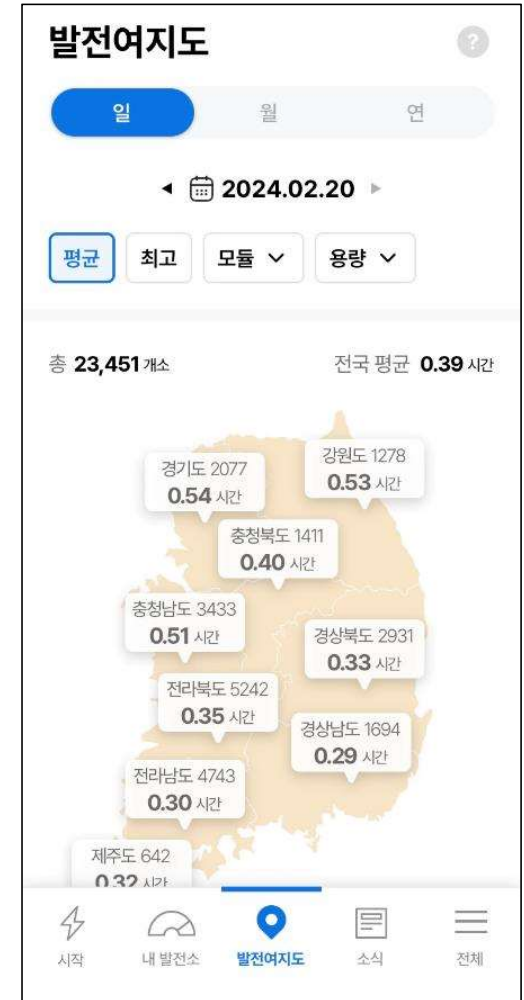 발전여지도
?
일 월 연
2024.02.20
평균 최고 모듈 용량
총 23,451 개소 전국 평균 0.39 시간
강원도 1278
0.53 시간
경기도 2077
0.54 시간
충청북도 1411
0.40 시간
충청남도 3433
0.51 시간
경상북도 2931
0.33 시간
전라북도 5242
0.35 시간
경상남도 1694
0.29 시간
전라남도 4743
0.30 시간
제주도 642
0.32 시간
시작 내 발전소 발전여지도 소식 전체